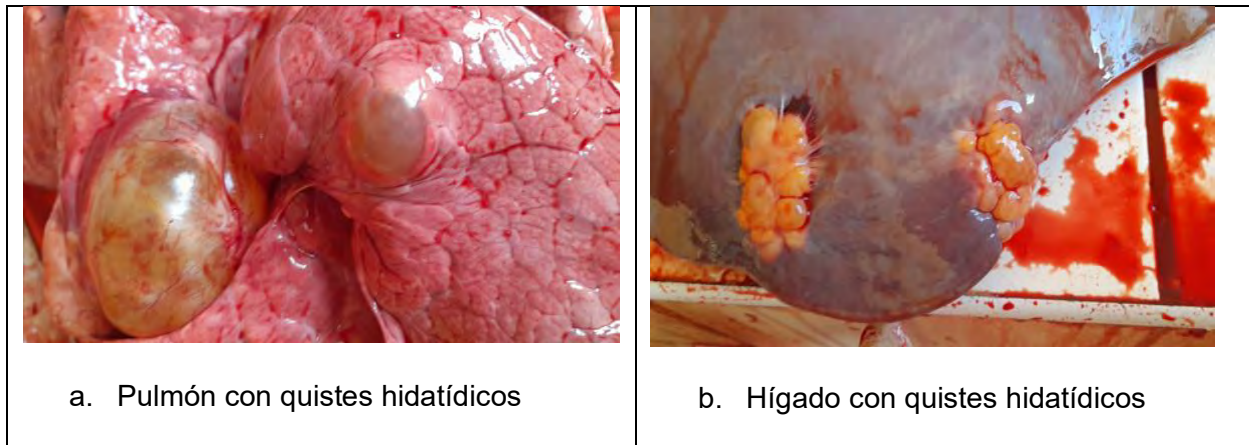 a. Pulmón con quistes hidatídicos
b. Hígado con quistes hidatídicos